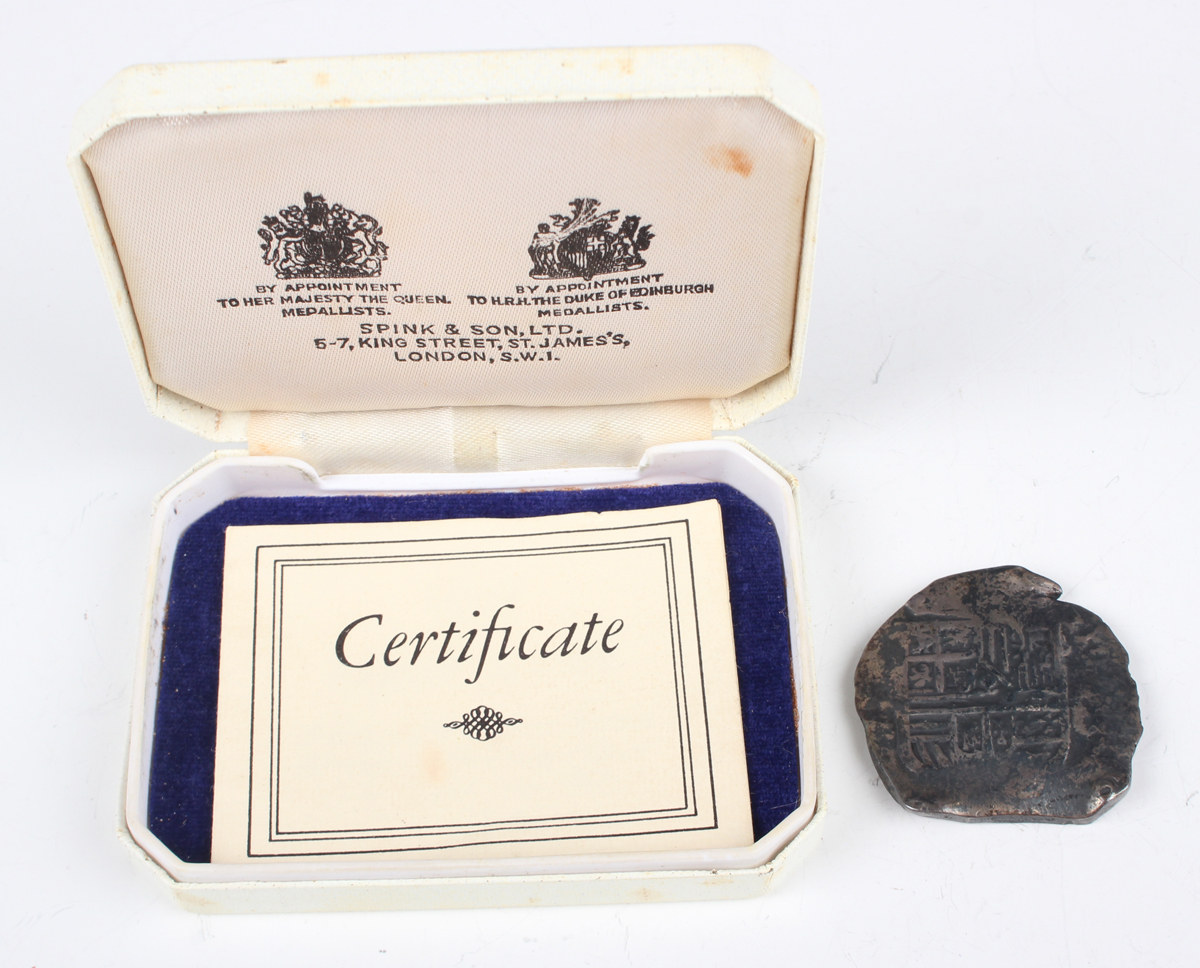 BY APPOINTMENT
TO HER MAJESTY THE QUEEN.
MEDALLISTS.
BY APPOINTMENT
TO H.R.H. THE DUKE OF EDINBURGH
MEDALLISTS.
SPINK & SON, LTD.
5-7, KING STREET, ST. JAMES'S,
LONDON, S.W.1.
Certificate